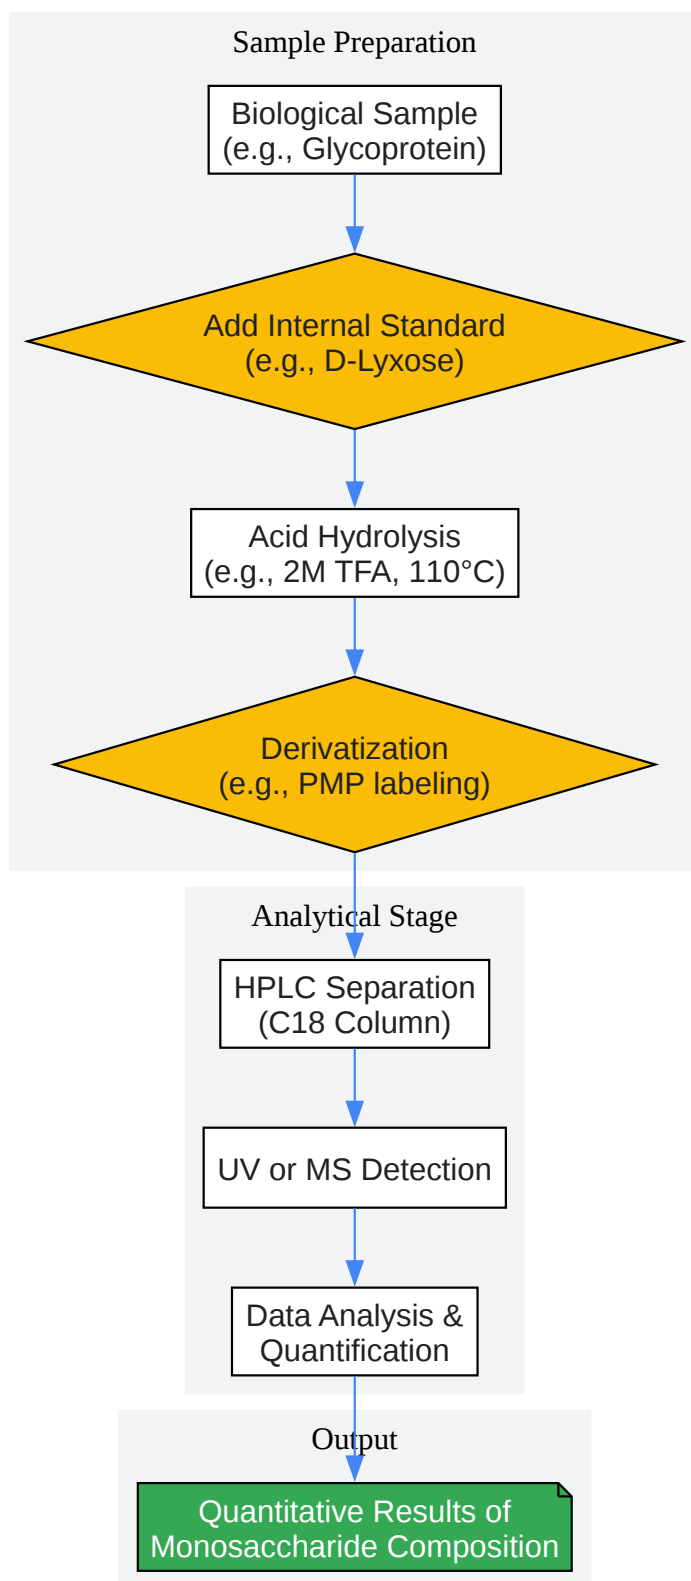 Sample Preparation
Biological Sample
(e.g., Glycoprotein)
Add Internal Standard
(e.g., D-Lyxose)
Acid Hydrolysis
(e.g., 2M TFA, 110°C)
Derivatization
(e.g., PMP labeling)
Analytical Stage
HPLC Separation
(C18 Column)
UV or MS Detection
Data Analysis &
Quantification
Output
Quantitative Results of
Monosaccharide Composition